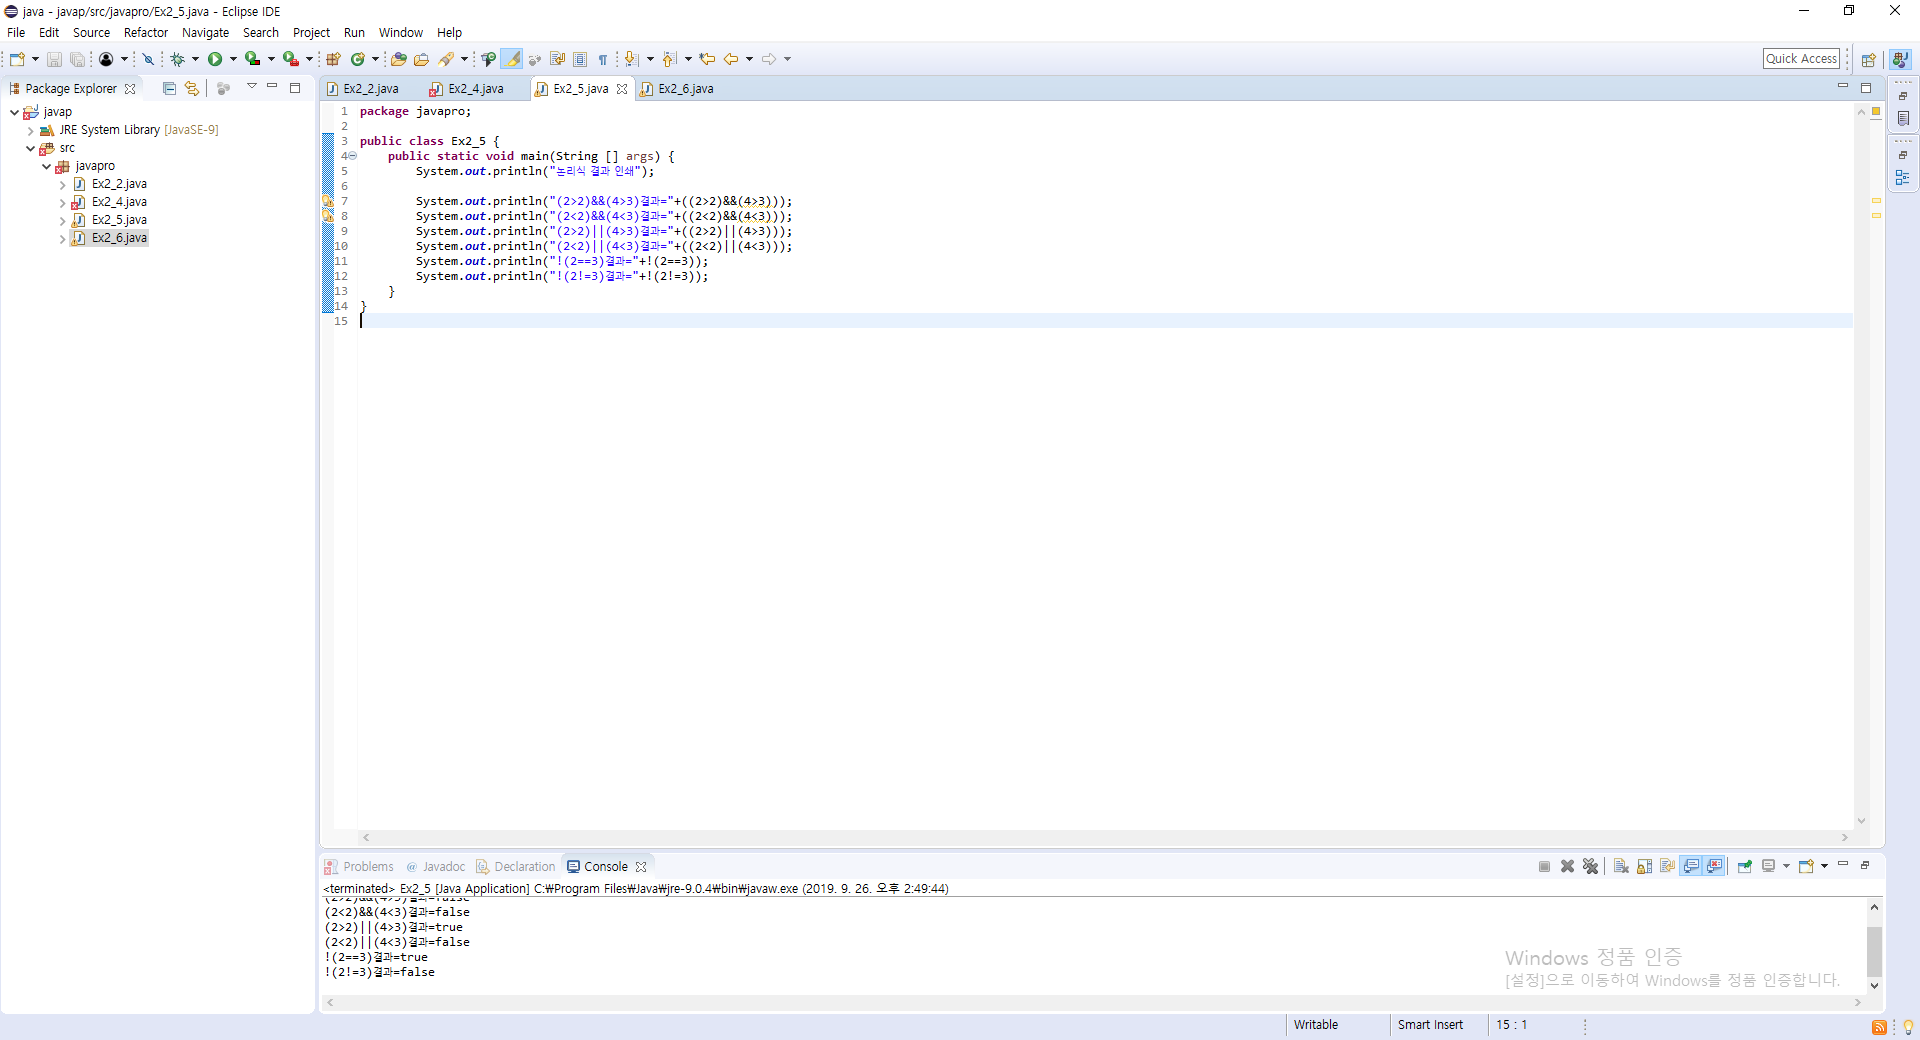 java - javap/src/javapro/Ex2_5.java - Eclipse IDE
File Edit Source Refactor Navigate Search Project Run Window Help
Quick Access
Package Explorer
javap
JRE System Library [JavaSE-9]
src
javapro
Ex2_2.java
Ex2_4.java
Ex2_5.java
Ex2_6.java
Ex2_2.java Ex2_4.java Ex2_5.java Ex2_6.java
1 package javapro;
2
3 public class Ex2_5 {
4 public static void main(String [] args) {
5 System.out.println("논리식 결과 인쇄");
6
7 System.out.println("(2>2)&&(4>3)결과="+((2>2)&&(4>3)));
8 System.out.println("(2<2)&&(4<3)결과="+((2<2)&&(4<3)));
9 System.out.println("(2>2)||(4>3)결과="+((2>2)||(4>3)));
10 System.out.println("(2<2)||(4<3)결과="+((2<2)||(4<3)));
11 System.out.println("!(2==3)결과="+!(2==3));
12 System.out.println("!(2!=3)결과="+!(2!=3));
13 }
14 }
15
Problems @ Javadoc Declaration Console
<terminated> Ex2_5 [Java Application] C:₩Program Files₩Java₩jre-9.0.4₩bin₩javaw.exe (2019. 9. 26. 오후 2:49:44)
(2>2)&&(4>3)결과=false
(2<2)&&(4<3)결과=false
(2>2)||(4>3)결과=true
(2<2)||(4<3)결과=false
!(2==3)결과=true
!(2!=3)결과=false
Windows 정품 인증
[설정]으로 이동하여 Windows를 정품 인증합니다.
Writable Smart Insert 15 : 1